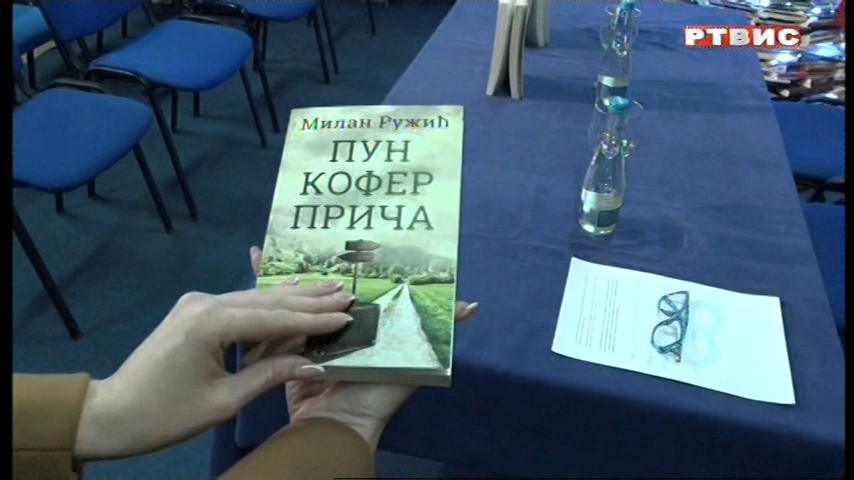 РТВИС
Милан Ружић
ПУН
КОФЕР
ПРИЧА